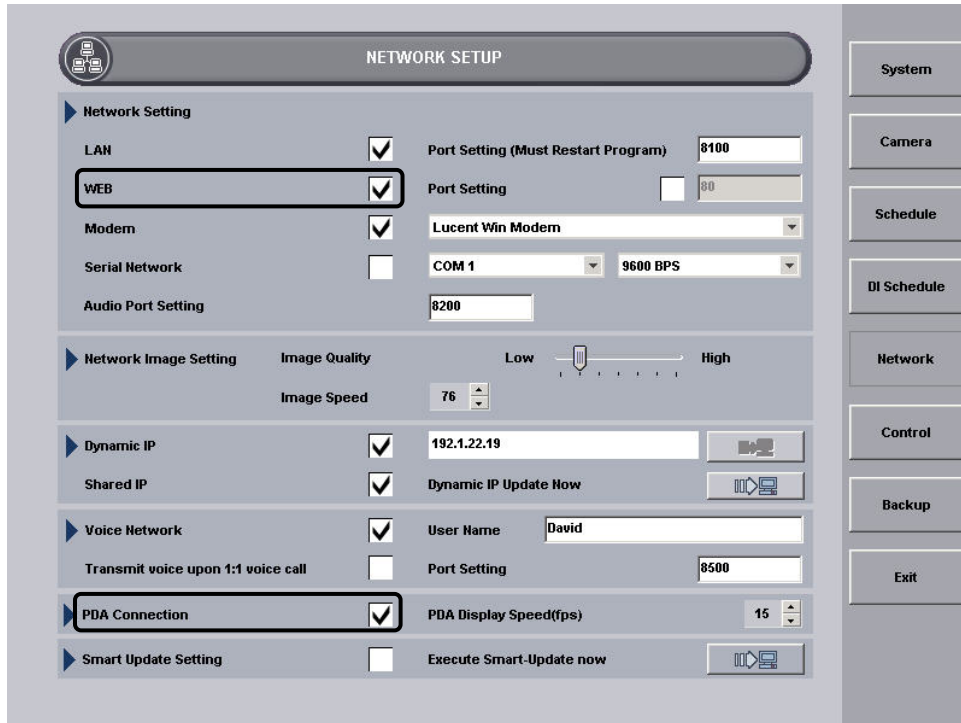 NETWORK SETUP
Network Setting
LAN Port Setting (Must Restart Program) 8100
WEB Port Setting 80
Modem Lucent Win Modem
Serial Network COM 1 9600 BPS
Audio Port Setting 8200
Network Image Setting Image Quality Low High
Image Speed 76
Dynamic IP 192.1.22.19
Shared IP Dynamic IP Update Now
Voice Network User Name David
Transmit voice upon 1:1 voice call Port Setting 8500
PDA Connection PDA Display Speed(fps) 15
Smart Update Setting Execute Smart-Update now
System
Camera
Schedule
DI Schedule
Network
Control
Backup
Exit